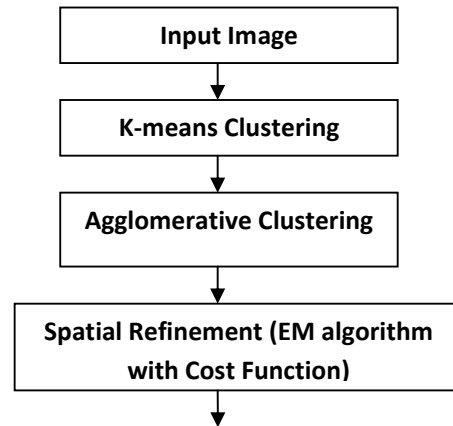 Input Image
K-means Clustering
Agglomerative Clustering
Spatial Refinement (EM algorithm
with Cost Function)